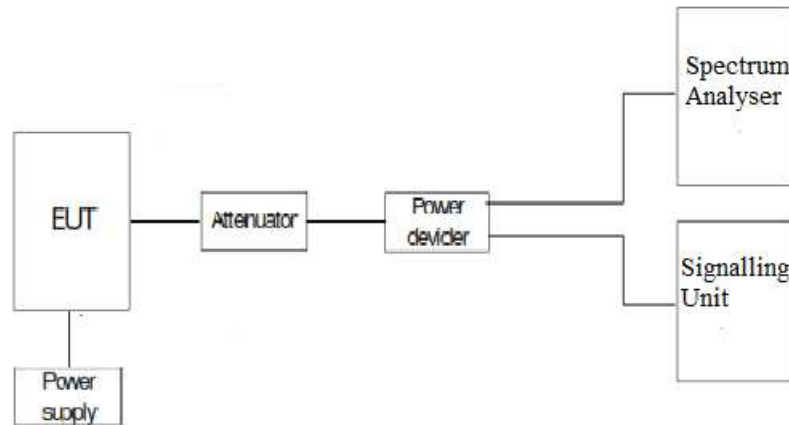 Spectrum
Analyser
EUT
Attenuator
Power
devider
Signalling
Unit
Power
supply